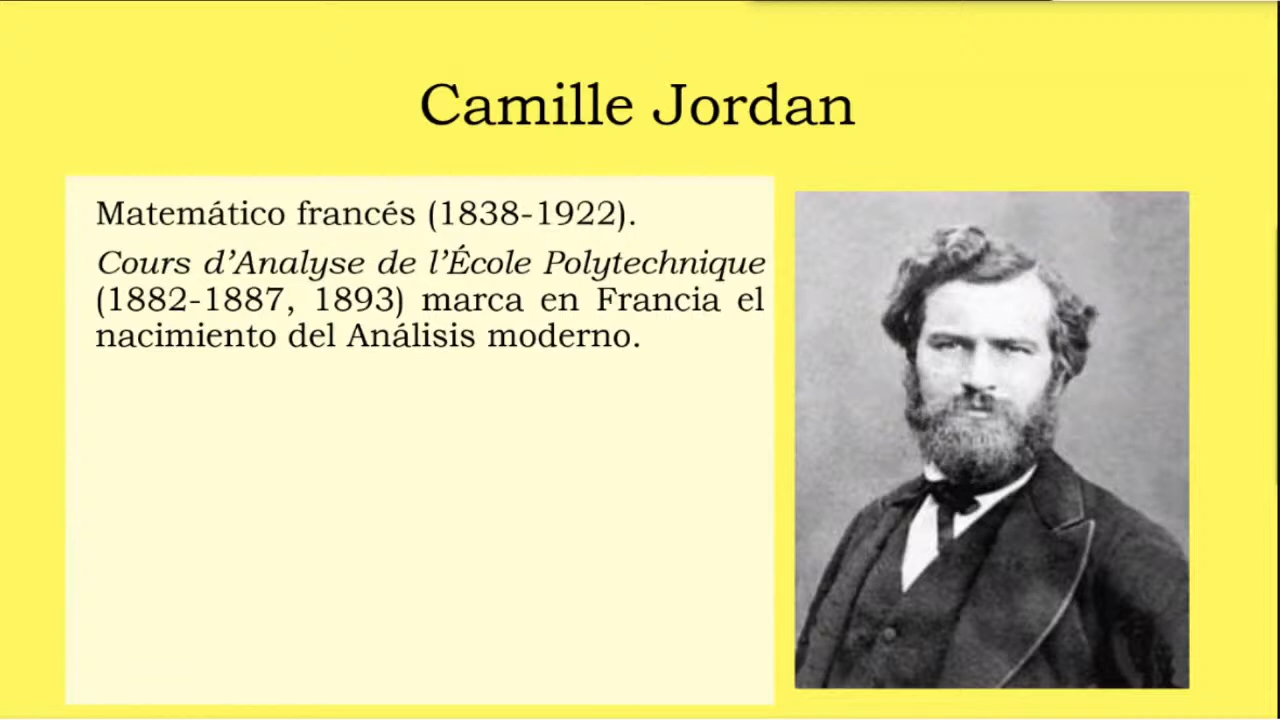 Camille Jordan
Matemático francés (1838-1922).
Cours d’Analyse de l’École Polytechnique
(1882-1887, 1893) marca en Francia el
nacimiento del Análisis moderno.